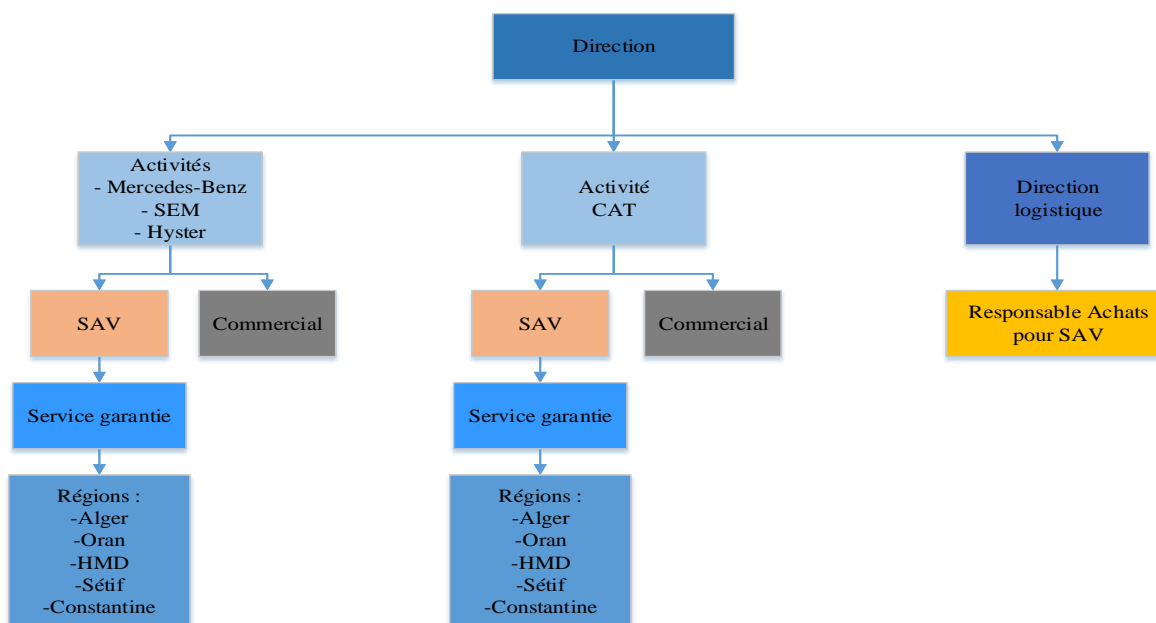 Direction
Activités
- Mercedes-Benz
- SEM
- Hyster
Activité
CAT
Direction
logistique
SAV
Commercial
SAV
Commercial
Responsable Achats
pour SAV
Service garantie
Service garantie
Régions :
-Alger
-Oran
-HMD
-Sétif
-Constantine
Régions :
-Alger
-Oran
-HMD
-Sétif
-Constantine